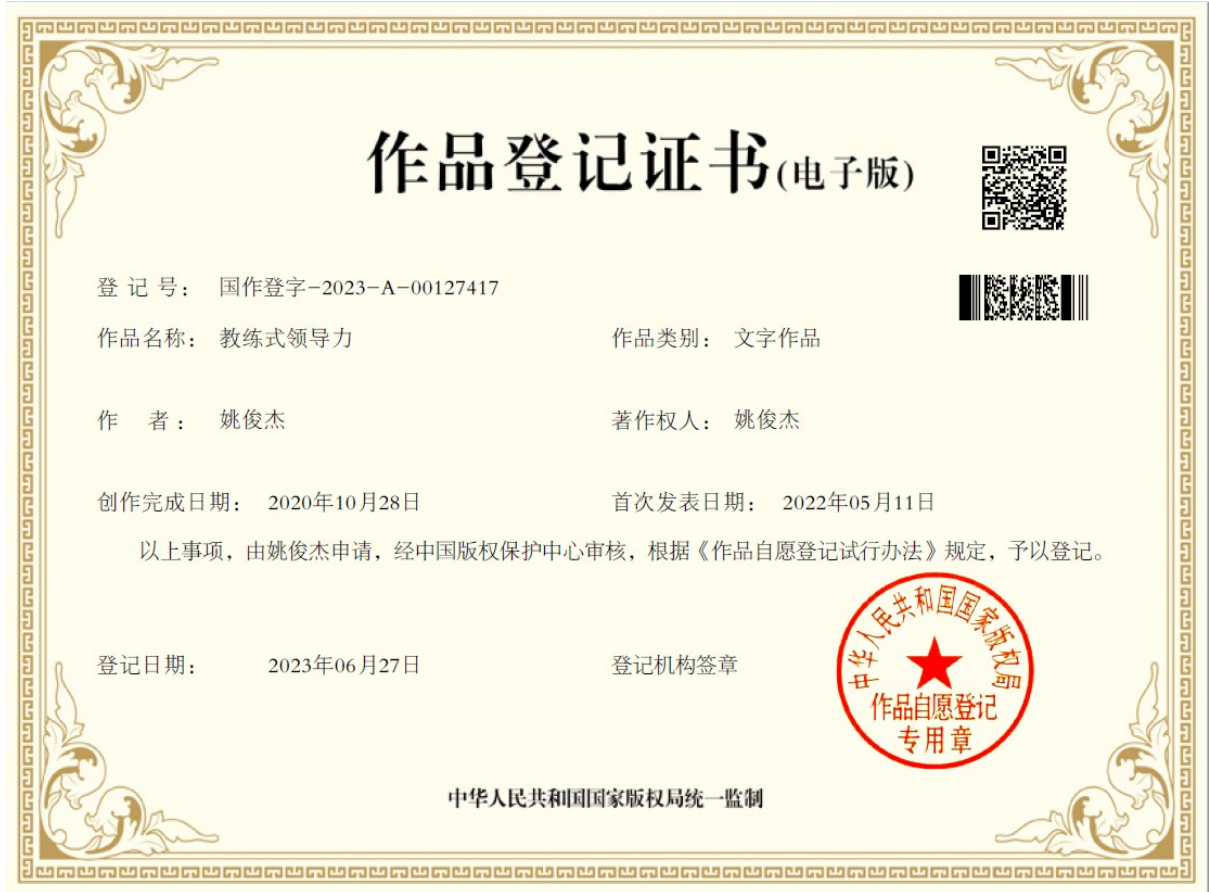 作品登记证书(电子版)
登 记 号： 国作登字-2023-A-00127417
作品名称： 教练式领导力 作品类别： 文字作品
作 者： 姚俊杰 著作权人： 姚俊杰
创作完成日期： 2020年10月28日 首次发表日期： 2022年05月11日
以上事项，由姚俊杰申请，经中国版权保护中心审核，根据《作品自愿登记试行办法》规定，予以登记。
登记日期： 2023年06月27日 登记机构签章
中华人民共和国国家版权局
作品自愿登记
专用章
中华人民共和国国家版权局统一监制